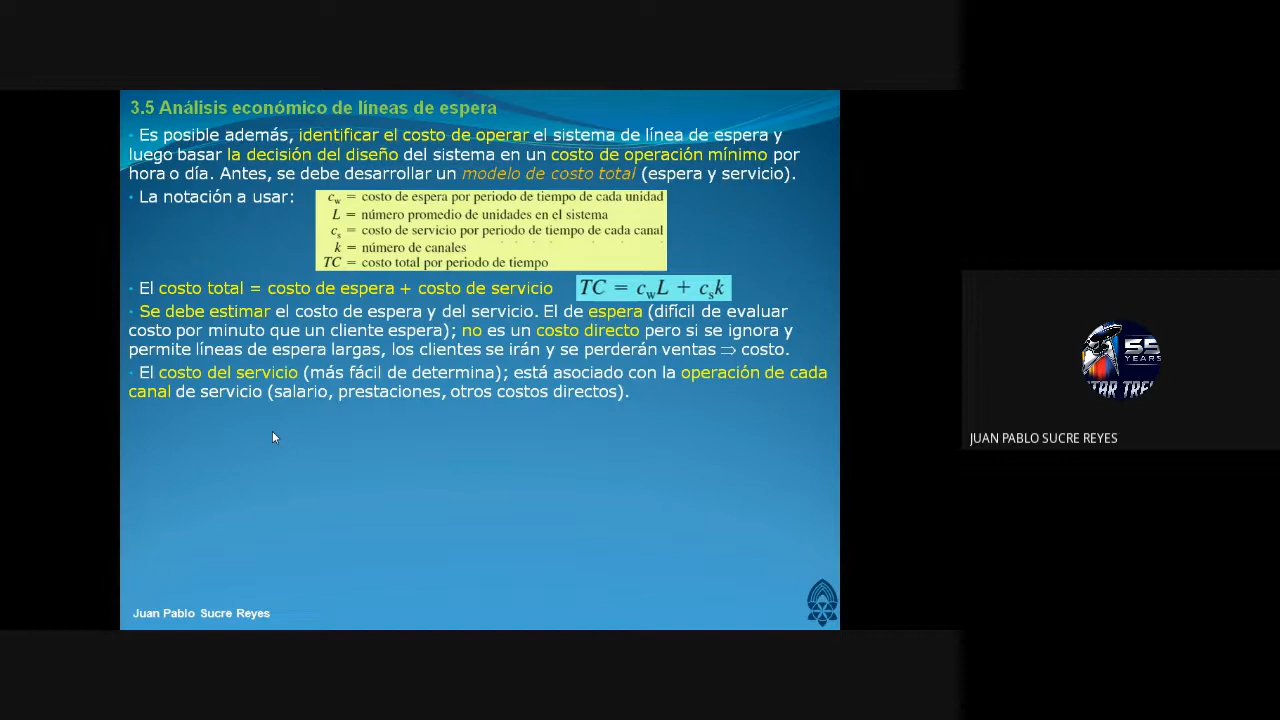 3.5 Análisis económico de líneas de espera
• Es posible además, identificar el costo de operar el sistema de línea de espera y
luego basar la decisión del diseño del sistema en un costo de operación mínimo por
hora o día. Antes, se debe desarrollar un modelo de costo total (espera y servicio).
• La notación a usar:
cw = costo de espera por periodo de tiempo de cada unidad
L = número promedio de unidades en el sistema
cs = costo de servicio por periodo de tiempo de cada canal
k = número de canales
TC = costo total por periodo de tiempo
• El costo total = costo de espera + costo de servicio TC = cwL + csk
• Se debe estimar el costo de espera y del servicio. El de espera (difícil de evaluar
costo por minuto que un cliente espera); no es un costo directo pero si se ignora y
permite líneas de espera largas, los clientes se irán y se perderán ventas ⇒ costo.
• El costo del servicio (más fácil de determina); está asociado con la operación de cada
canal de servicio (salario, prestaciones, otros costos directos).
Juan Pablo Sucre Reyes
55
YEARS
STAR TREK
JUAN PABLO SUCRE REYES